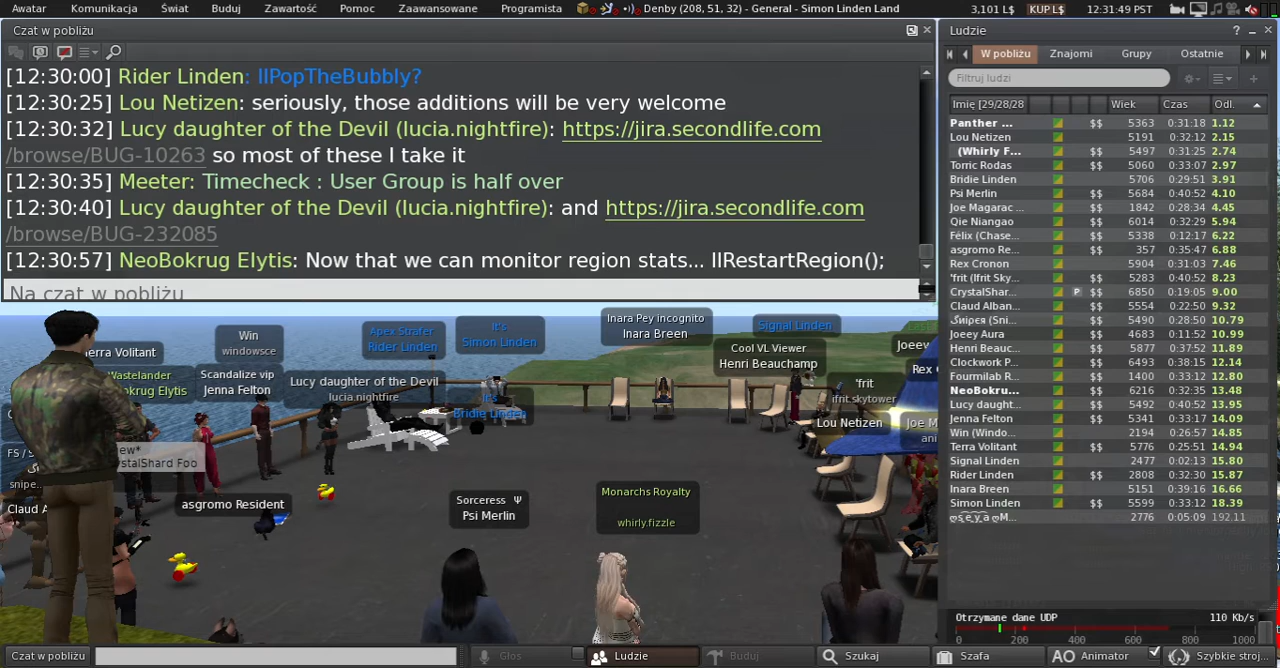 Awatar Komunikacja Świat Buduj Zawartość Pomoc Zaawansowane Programista Denby (208, 51, 32) - General - Simon Linden Land 3,101 L$ KUP L$ 12:31:49 PST
Czat w pobliżu
[12:30:00] Rider Linden: llPopTheBubbly?
[12:30:25] Lou Netizen: seriously, those additions will be very welcome
[12:30:32] Lucy daughter of the Devil (lucia.nightfire): https://jira.secondlife.com
/browse/BUG-10263 so most of these I take it
[12:30:35] Meeter: Timecheck : User Group is half over
[12:30:40] Lucy daughter of the Devil (lucia.nightfire): and https://jira.secondlife.com
/browse/BUG-232085
[12:30:57] NeoBokrug Elytis: Now that we can monitor region stats... llRestartRegion();
Na czat w pobliżu
Terra Volitant
Win
windowsce
Apex Strafer
Rider Linden
It's
Simon Linden
Inara Pey incognito
Inara Breen
Signal Linden
Joeey
Cool VL Viewer
Henri Beauchamp
Wastelander
Bokrug Elytis
Scandalize vip
Jenna Felton
Lucy daughter of the Devil
lucia.nightfire
It's
Bridie Linden
'frit
ifnit skytower
Rex
Lou Netizen
Joe M
FS / S
snipe...
ew*
ystalShard Foo
Claud A
asgromo Resident
Sorceress Ψ
Psi Merlin
Monarchs Royalty
whirly.fizzle
Ludzie
W pobliżu Znajomi Grupy Ostatnie
Filtruj ludzi
Imię [29/28/28 Wiek Czas Odl.
Panther ... $$ 5363 0:31:18 1.12
Lou Netizen 5191 0:32:12 2.15
(Whirly F... $$ 5497 0:31:25 2.74
Torric Rodas $$ 5060 0:33:07 2.97
Bridie Linden 5706 0:29:51 3.91
Psi Merlin $$ 5684 0:40:52 4.10
Joe Magarac ... $$ 1842 0:28:34 4.45
Qie Niangao $$ 6014 0:32:29 5.94
Félix (Chase... $$ 5338 0:12:17 6.22
asgromo Re... $$ 357 0:35:47 6.88
Rex Cronon 5904 0:31:03 7.46
'frit (Ifrit Sky... $$ 5283 0:40:52 8.23
CrystalShar... P $$ 6850 0:19:05 9.00
Claud Alban... $$ 5554 0:22:50 9.32
(Sni... $$ 5490 0:28:50 10.79
Joeey Aura $$ 4683 0:11:52 10.99
Henri Beauc... $$ 5877 0:37:52 11.89
Clockwork P... $$ 6493 0:38:15 12.14
Fourmilab R... $$ 1400 0:33:12 12.80
NeoBokru... $$ 6216 0:32:35 13.48
Lucy daught... $$ 5492 0:40:52 13.95
Jenna Felton $$ 5341 0:33:17 14.09
Win (Windo... 2194 0:26:57 14.85
Terra Volitant $$ 5776 0:25:51 14.94
Signal Linden 2477 0:02:13 15.80
Rider Linden $$ 2808 0:32:30 15.87
Inara Breen 5151 0:39:16 16.66
Simon Linden $$ 5599 0:33:12 18.39
2776 0:05:09 192.11
Otrzymane dane UDP 110 Kb/s
0 200 400 600 800 1000
Czat w pobliżu Głos Ludzie Buduj Szukaj Szafa AO Animator Szybkie stroj...